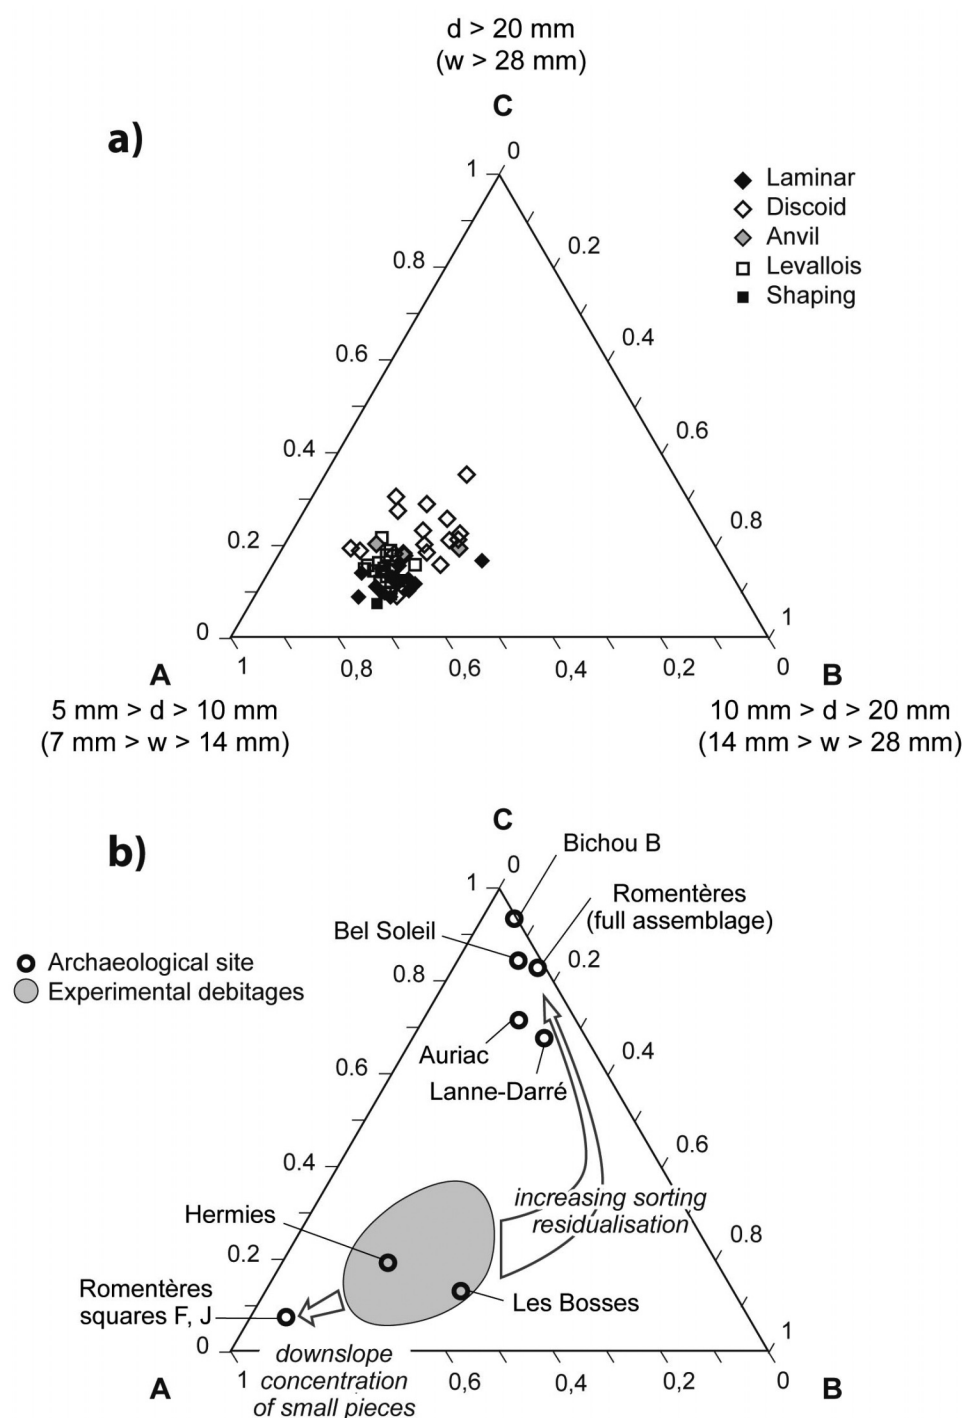 d > 20 mm
(w > 28 mm)
C
a)
0
1
Laminar
Discoid
Anvil
Levallois
Shaping
0.2
0.8
0.4
0.6
0.6
0.4
0.8
0.2
1
0
1
0,8
0,6
0,4
0,2
0
A
B
5 mm > d > 10 mm
(7 mm > w > 14 mm)
10 mm > d > 20 mm
(14 mm > w > 28 mm)
C
b)
Bichou B
0
1
Romentères
(full assemblage)
Bel Soleil
Archaeological site
Experimental debitages
0.2
0.8
Auriac
0.4
0.6
Lanne-Darré
0.6
0.4
increasing sorting
residualisation
Hermies
0.8
0.2
Romentères
squares F, J
Les Bosses
1
0
downslope
concentration
of small pieces
A
1
0,6
0,4
0,2
0
B